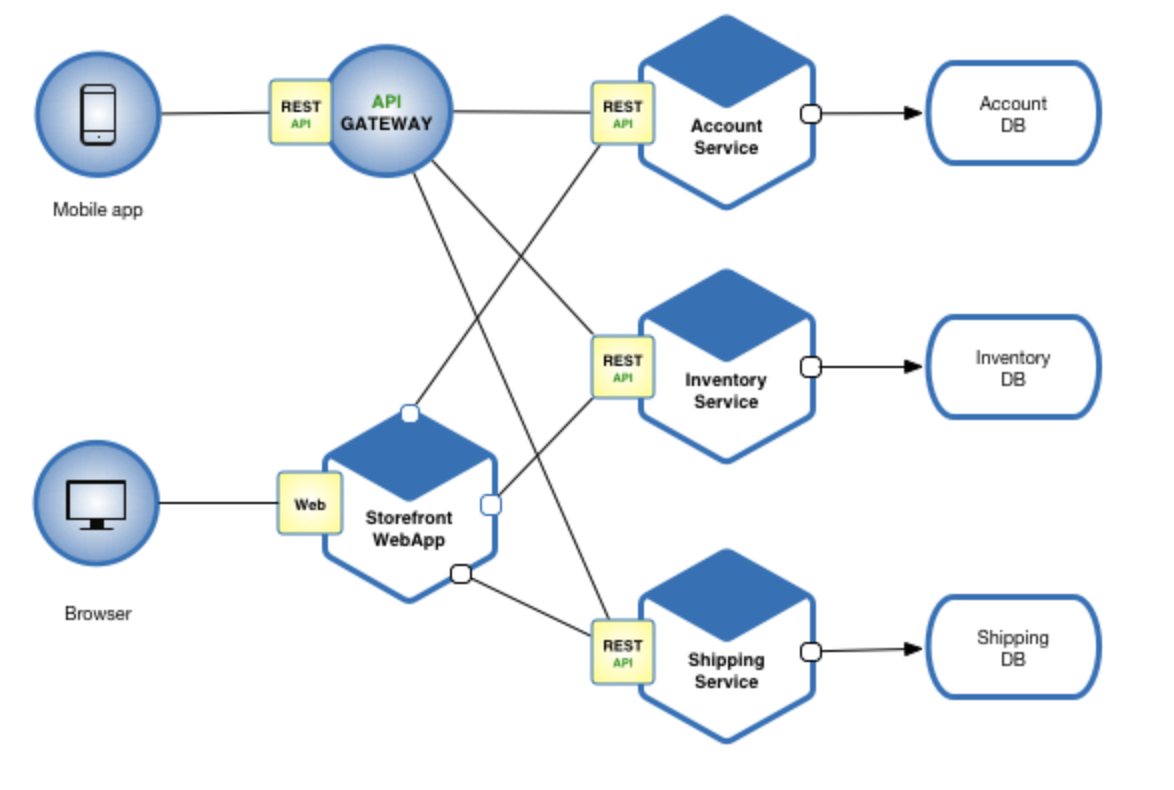 REST
API
API
GATEWAY
REST
API
Account
Service
Account
DB
Mobile app
REST
API
Inventory
Service
Inventory
DB
Web
Storefront
WebApp
Browser
REST
API
Shipping
Service
Shipping
DB